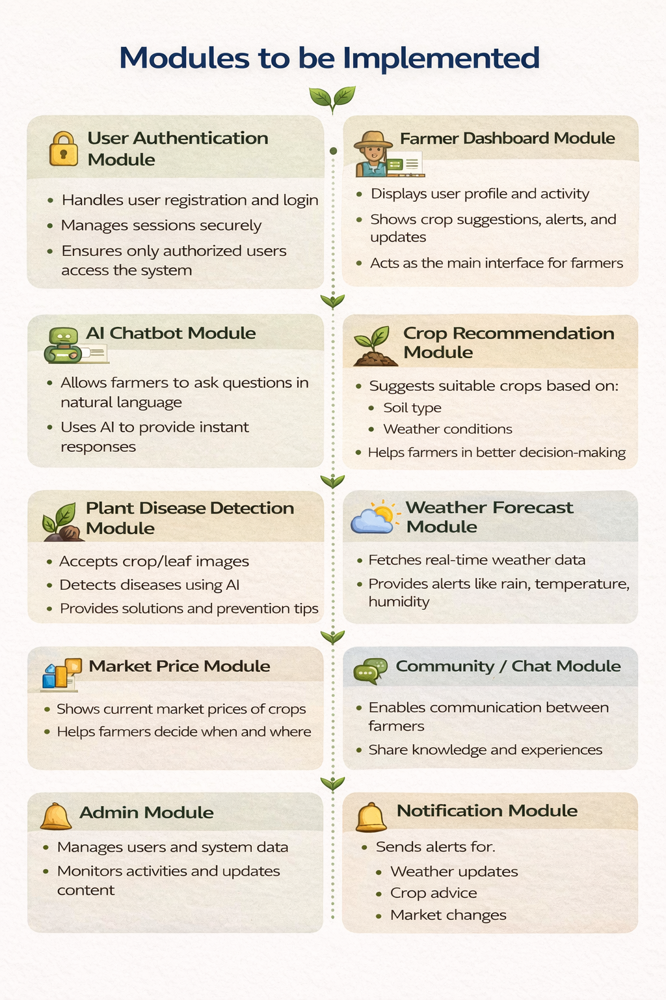 Modules to be Implemented
User Authentication
Module
• Handles user registration and login
• Manages sessions securely
• Ensures only authorized users
access the system
Farmer Dashboard Module
• Displays user profile and activity
• Shows crop suggestions, alerts, and
updates
• Acts as the main interface for farmers
AI Chatbot Module
• Allows farmers to ask questions in
natural language
• Uses AI to provide instant
responses
Crop Recommendation
Module
• Suggests suitable crops based on:
• Soil type
• Weather conditions
• Helps farmers in better decision-making
Plant Disease Detection
Module
• Accepts crop/leaf images
• Detects diseases using AI
• Provides solutions and prevention tips
Weather Forecast
Module
• Fetches real-time weather data
• Provides alerts like rain, temperature,
humidity
Market Price Module
• Shows current market prices of crops
• Helps farmers decide when and where
Community / Chat Module
• Enables communication between
farmers
• Share knowledge and experiences
Admin Module
• Manages users and system data
• Monitors activities and updates
content
Notification Module
• Sends alerts for.
• Weather updates
• Crop advice
• Market changes